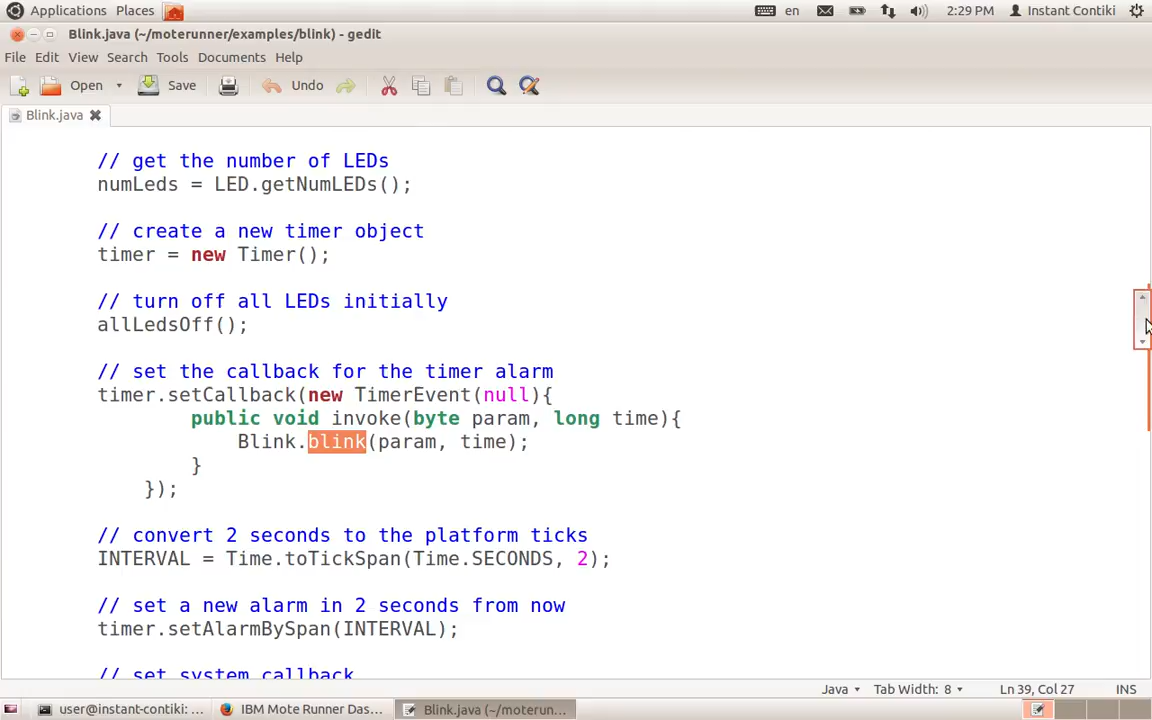 Applications Places en 2:29 PM Instant Contiki
Blink.java (~/moterunner/examples/blink) - gedit
File Edit View Search Tools Documents Help
Open Save Undo
Blink.java
// get the number of LEDs
numLeds = LED.getNumLEDs();
// create a new timer object
timer = new Timer();
// turn off all LEDs initially
allLedsOff();
// set the callback for the timer alarm
timer.setCallback(new TimerEvent(null){
public void invoke(byte param, long time){
Blink.blink(param, time);
}
});
// convert 2 seconds to the platform ticks
INTERVAL = Time.toTickSpan(Time.SECONDS, 2);
// set a new alarm in 2 seconds from now
timer.setAlarmBySpan(INTERVAL);
// set system callback
Java Tab Width: 8 Ln 39, Col 27 INS
user@instant-contiki: ... IBM Mote Runner Das... Blink.java (~/moterun...